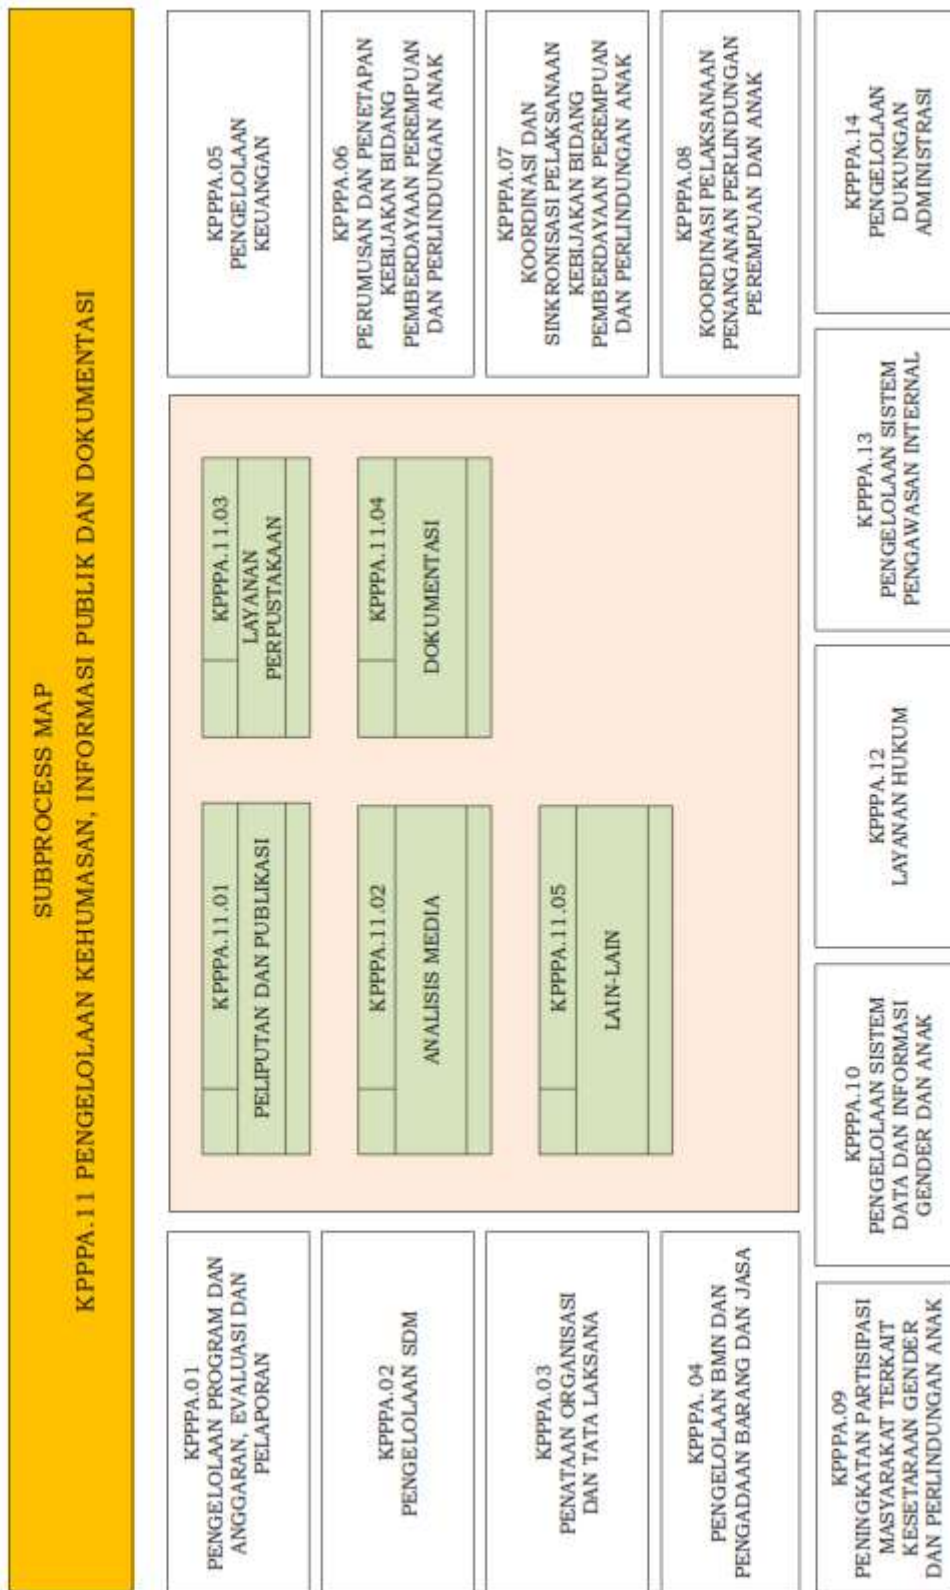 SUBPROCESS MAP
KPPPA.11 PENGELOLAAN KEHUMASAN, INFORMASI PUBLIK DAN DOKUMENTASI
KPPPA.01
PENGELOLAAN PROGRAM DAN
ANGGARAN, EVALUASI DAN
PELAPORAN
KPPPA.02
PENGELOLAAN SDM
KPPPA.03
PENATAAN ORGANISASI
DAN TATA LAKSANA
KPPPA. 04
PENGELOLAAN BMN DAN
PENGADAAN BARANG DAN JASA
KPPPA.11.01
PELIPUTAN DAN PUBLIKASI
KPPPA.11.02
ANALISIS MEDIA
KPPPA.11.05
LAIN-LAIN
KPPPA.11.03
LAYANAN
PERPUSTAKAAN
KPPPA.11.04
DOKUMENTASI
KPPPA.05
PENGELOLAAN
KEUANGAN
KPPPA.06
PERUMUSAN DAN PENETAPAN
KEBIJAKAN BIDANG
PEMBERDAYAAN PEREMPUAN
DAN PERLINDUNGAN ANAK
KPPPA.07
KOORDINASI DAN
SINKRONISASI PELAKSANAAN
KEBIJAKAN BIDANG
PEMBERDAYAAN PEREMPUAN
DAN PERLINDUNGAN ANAK
KPPPA.08
KOORDINASI PELAKSANAAN
PENANGANAN PERLINDUNGAN
PEREMPUAN DAN ANAK
KPPPA.09
PENINGKATAN PARTISIPASI
MASYARAKAT TERKAIT
KESETARAAN GENDER
DAN PERLINDUNGAN ANAK
KPPPA.10
PENGELOLAAN SISTEM
DATA DAN INFORMASI
GENDER DAN ANAK
KPPPA.12
LAYANAN HUKUM
KPPPA.13
PENGELOLAAN SISTEM
PENGAWASAN INTERNAL
KPPPA.14
PENGELOLAAN
DUKUNGAN
ADMINISTRASI